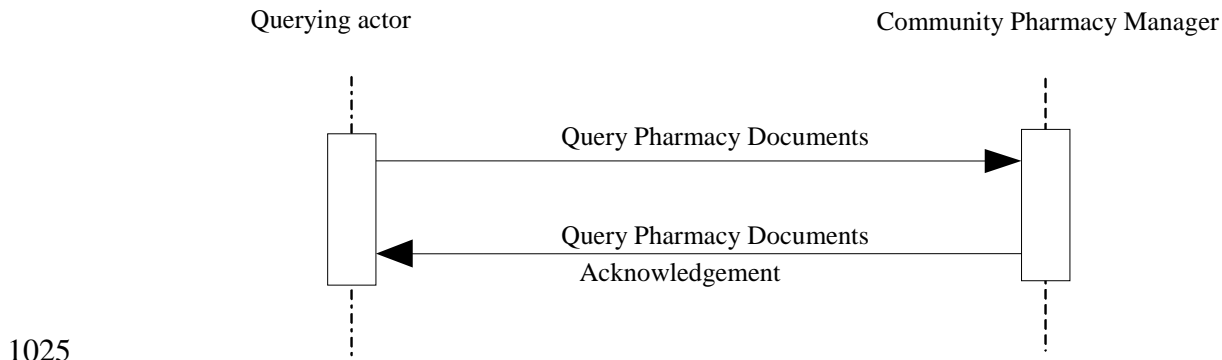 Querying actor
Community Pharmacy Manager
Query Pharmacy Documents
Query Pharmacy Documents
Acknowledgement
1025